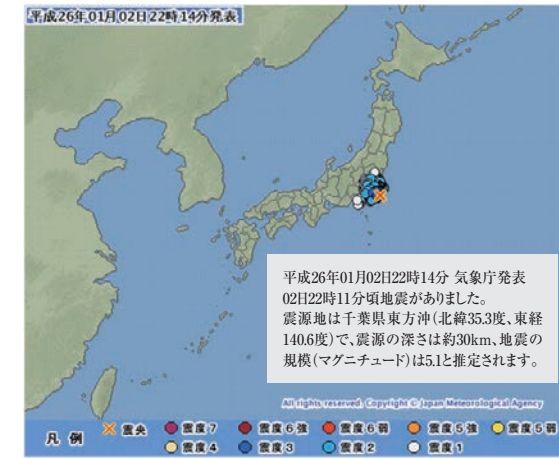 平成26年01月02日22時14分発表
平成26年01月02日22時14分 気象庁発表
02日22時11分頃地震がありました。
震源地は千葉県東方沖(北緯35.3度、東経
140.6度)で、震源の深さは約30km、地震の
規模(マグニチュード)は5.1と推定されます。
All rights reserved. Copyright © Japan Meteorological Agency
凡 例 震央 震度7 震度6強 震度6弱 震度5強 震度5弱
震度4 震度3 震度2 震度1